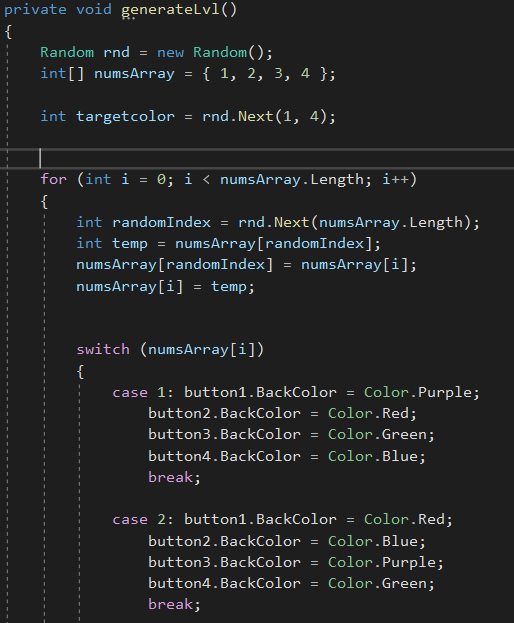 private void generateLvl()
{
Random rnd = new Random();
int[] numsArray = { 1, 2, 3, 4 };
int targetcolor = rnd.Next(1, 4);
for (int i = 0; i < numsArray.Length; i++)
{
int randomIndex = rnd.Next(numsArray.Length);
int temp = numsArray[randomIndex];
numsArray[randomIndex] = numsArray[i];
numsArray[i] = temp;
switch (numsArray[i])
{
case 1: button1.BackColor = Color.Purple;
button2.BackColor = Color.Red;
button3.BackColor = Color.Green;
button4.BackColor = Color.Blue;
break;
case 2: button1.BackColor = Color.Red;
button2.BackColor = Color.Blue;
button3.BackColor = Color.Purple;
button4.BackColor = Color.Green;
break;